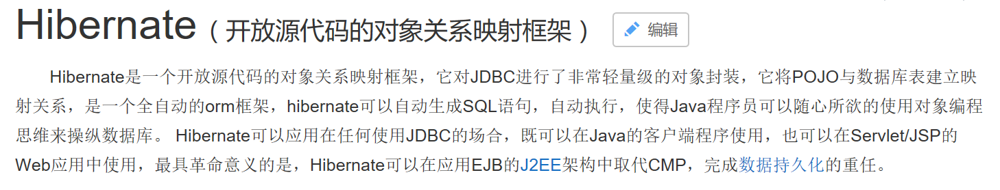 Hibernate（开放源代码的对象关系映射框架） 编辑
Hibernate是一个开放源代码的对象关系映射框架，它对JDBC进行了非常轻量级的对象封装，它将POJO与数据库表建立映
射关系，是一个全自动的orm框架，hibernate可以自动生成SQL语句，自动执行，使得Java程序员可以随心所欲的使用对象编程
思维来操纵数据库。 Hibernate可以应用在任何使用JDBC的场合，既可以在Java的客户端程序使用，也可以在Servlet/JSP的
Web应用中使用，最具革命意义的是，Hibernate可以在应用EJB的J2EE架构中取代CMP，完成数据持久化的重任。